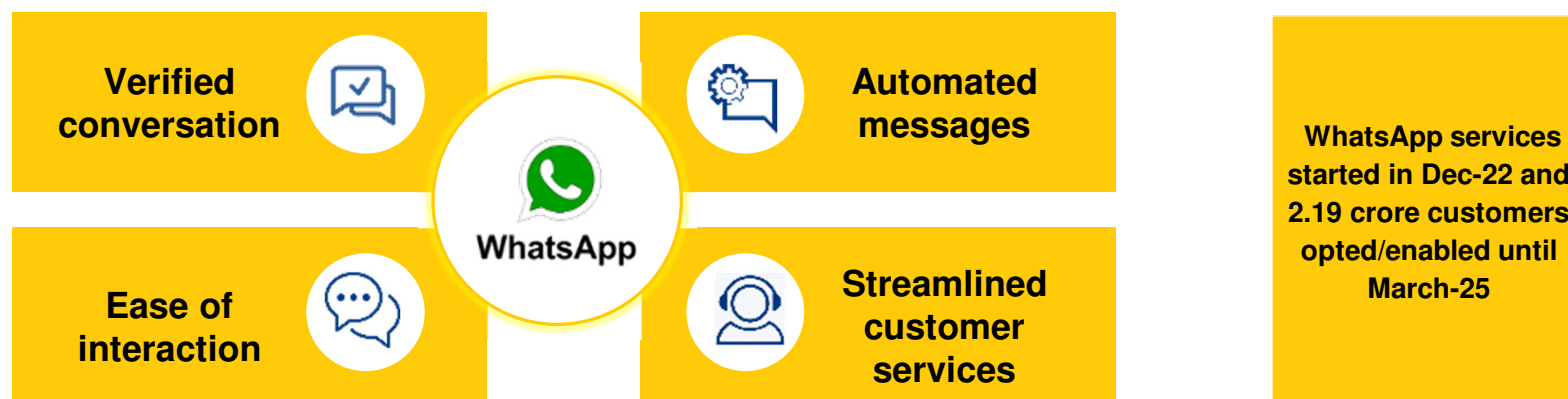 Verified
conversation
Automated
messages
WhatsApp
Ease of
interaction
Streamlined
customer
services
WhatsApp services
started in Dec-22 and
2.19 crore customers
opted/enabled until
March-25